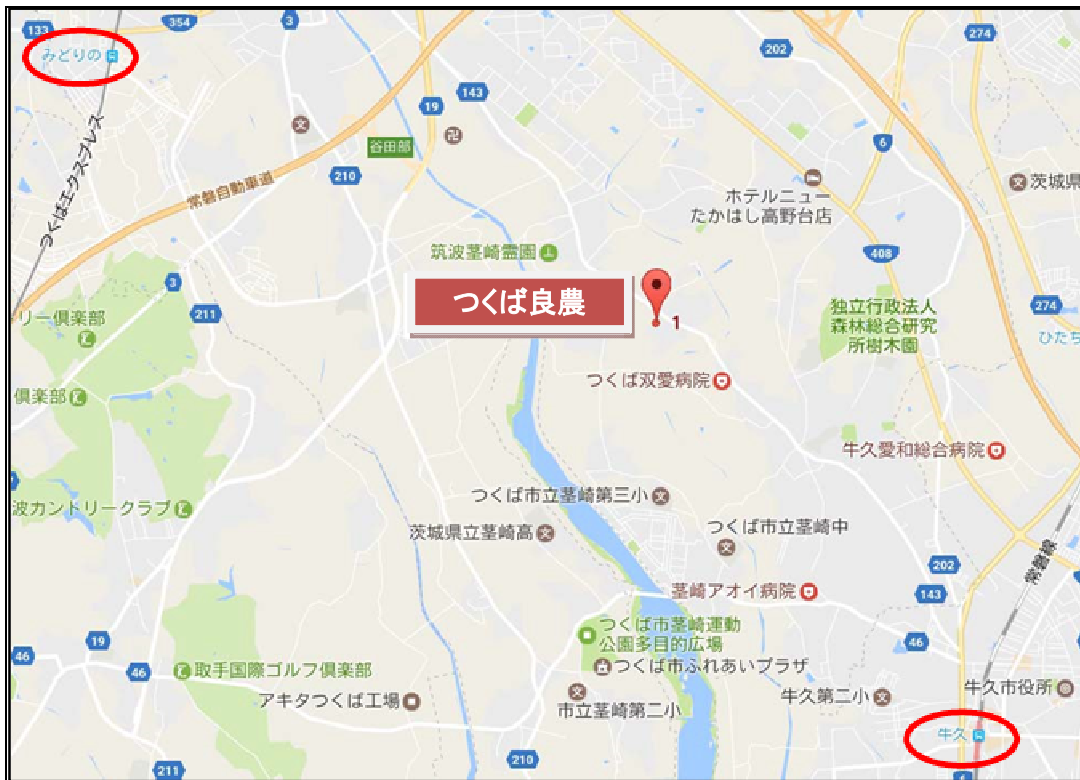 133
354
3
みどりの
202
274
143
19
谷田部
6
210
つくばエクスプレス
常磐自動車道
茨城県
ホテルニュー
たかはし高野台店
筑波茎崎霊園
408
3
つくば良農
211
1
独立行政法人
森林総合研究
所樹木園
274
リー倶楽部
ひたち
つくば双愛病院
倶楽部
牛久愛和総合病院
つくば市立茎崎第三小
波カントリークラブ
茨城県立茎崎高
つくば市立茎崎中
常磐線
202
茎崎アオイ病院
143
つくば市茎崎運動
公園多目的広場
19
46
46
46
取手国際ゴルフ倶楽部
つくば市ふれあいプラザ
アキタつくば工場
市立茎崎第二小
牛久第二小
牛久市役所
牛久
210
211